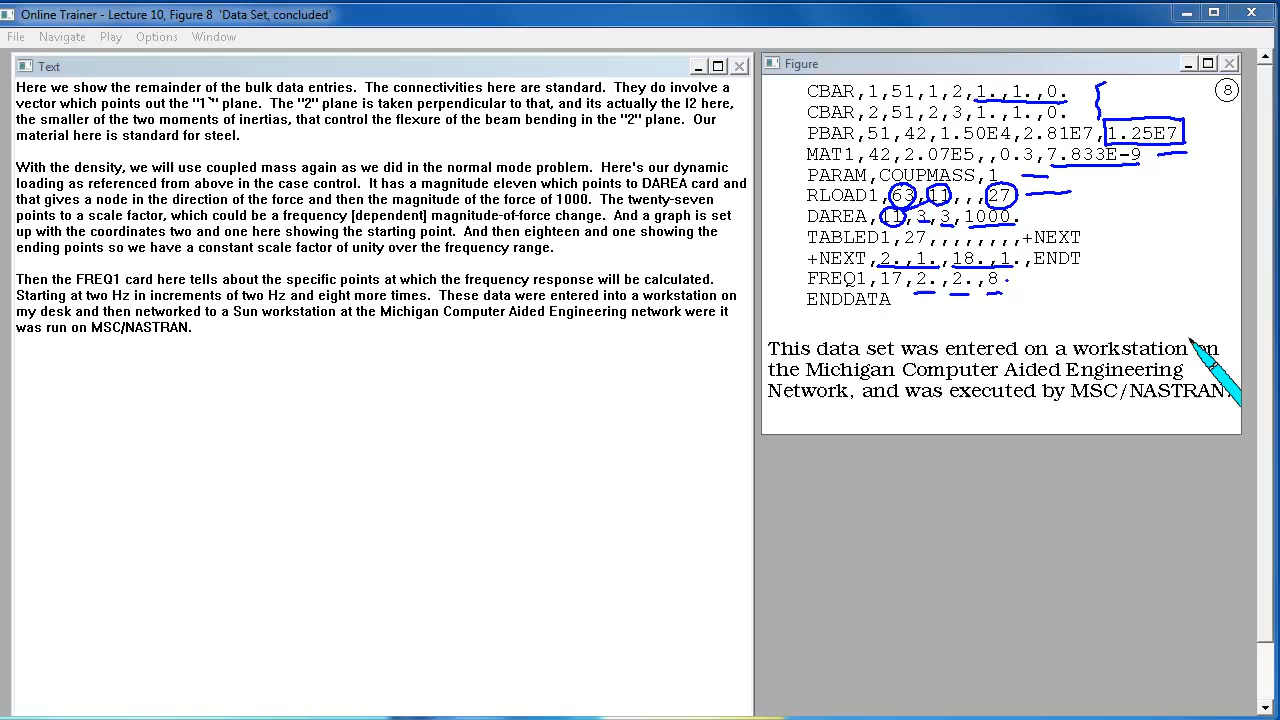 Online Trainer - Lecture 10, Figure 8 'Data Set, concluded'
File Navigate Play Options Window
Text
Here we show the remainder of the bulk data entries. The connectivities here are standard. They do involve a
vector which points out the "1" plane. The "2" plane is taken perpendicular to that, and its actually the I2 here,
the smaller of the two moments of inertias, that control the flexure of the beam bending in the "2" plane. Our
material here is standard for steel.
With the density, we will use coupled mass again as we did in the normal mode problem. Here's our dynamic
loading as referenced from above in the case control. It has a magnitude eleven which points to DAREA card and
that gives a node in the direction of the force and then the magnitude of the force of 1000. The twenty-seven
points to a scale factor, which could be a frequency [dependent] magnitude-of-force change. And a graph is set
up with the coordinates two and one here showing the starting point. And then eighteen and one showing the
ending points so we have a constant scale factor of unity over the frequency range.
Then the FREQ1 card here tells about the specific points at which the frequency response will be calculated.
Starting at two Hz in increments of two Hz and eight more times. These data were entered into a workstation on
my desk and then networked to a Sun workstation at the Michigan Computer Aided Engineering network were it
was run on MSC/NASTRAN.
Figure
8
CBAR,1,51,1,2,1.,1.,0.
CBAR,2,51,2,3,1.,1.,0.
PBAR,51,42,1.50E4,2.81E7,1.25E7
MAT1,42,2.07E5,,0.3,7.833E-9
PARAM,COUPMASS,1
RLOAD1,63,11,,,27
DAREA,11,3,3,1000.
TABLED1,27,,,,,,,,+NEXT
+NEXT,2.,1.,18.,1.,ENDT
FREQ1,17,2.,2.,8
ENDDATA
This data set was entered on a workstation on
the Michigan Computer Aided Engineering
Network, and was executed by MSC/NASTRAN.